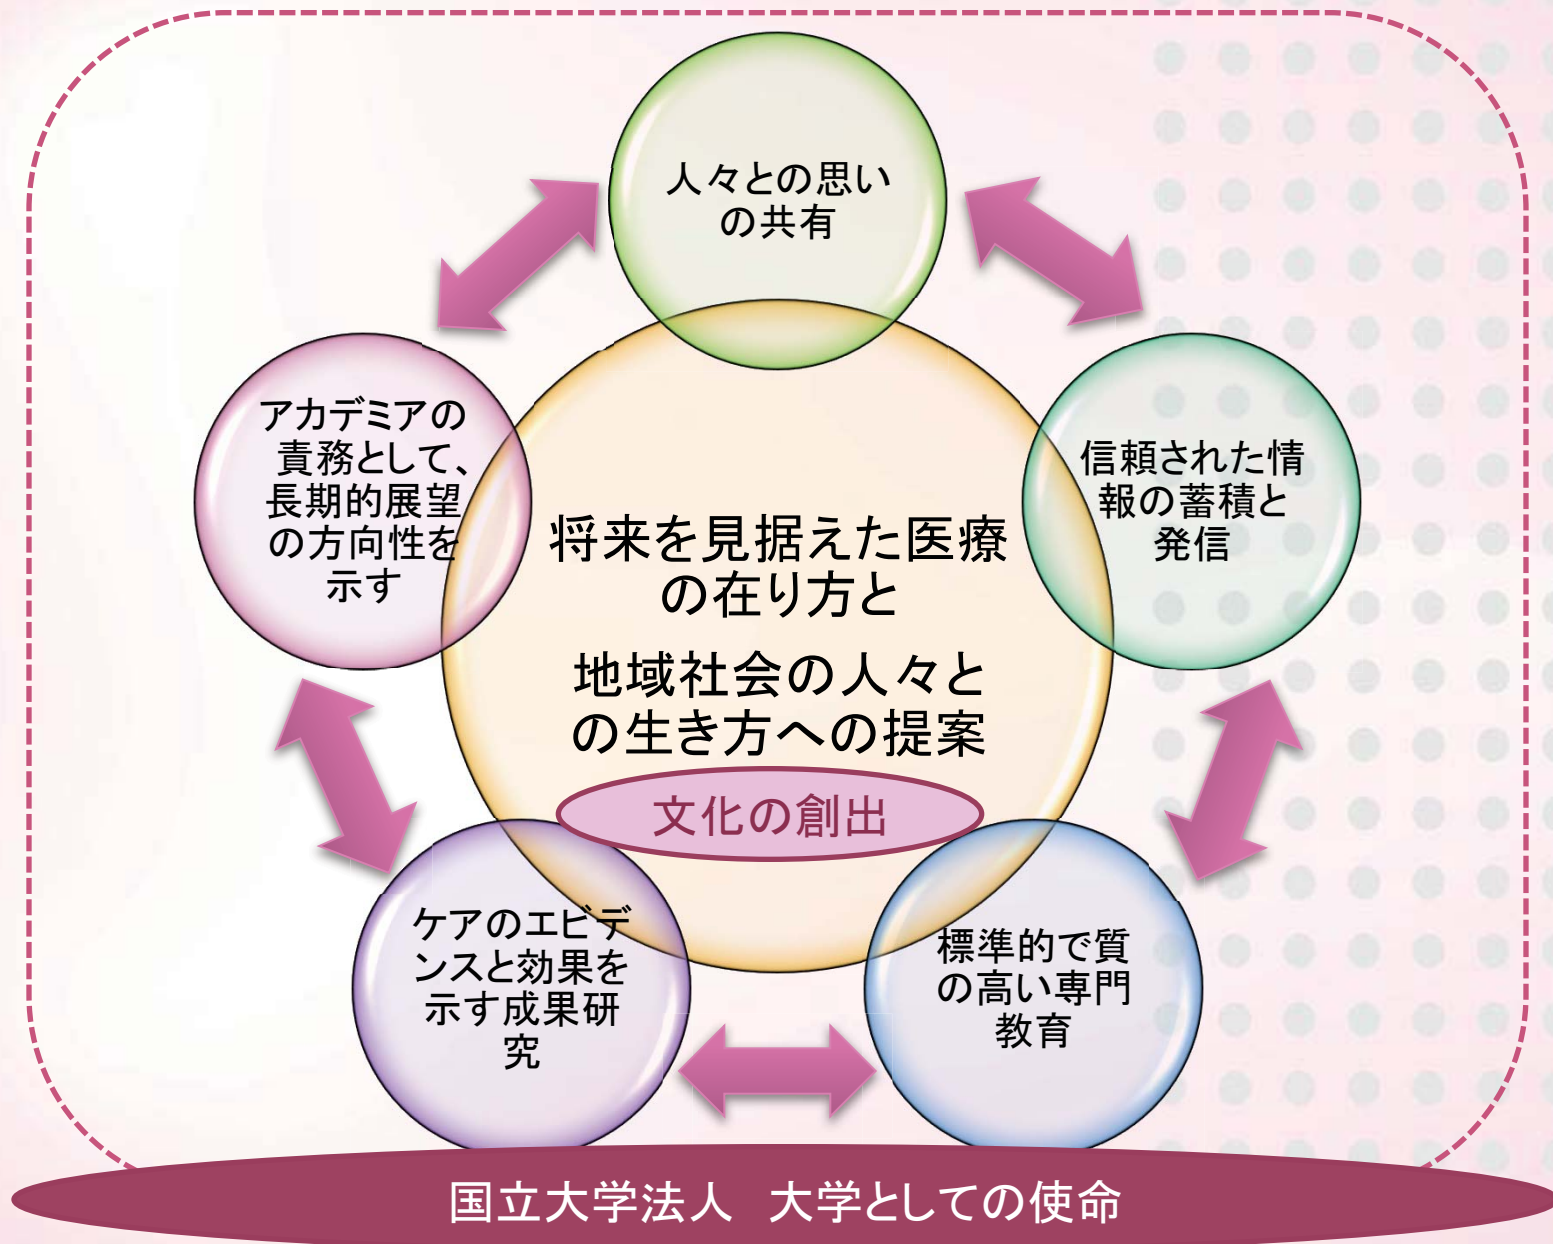 人々との思い
の共有
アカデミアの
責務として、
長期的展望
の方向性を
示す
信頼された情
報の蓄積と
発信
将来を見据えた医療
の在り方と
地域社会の人々と
の生き方への提案
文化の創出
ケアのエビデ
ンスと効果を
示す成果研
究
標準的で質
の高い専門
教育
国立大学法人　大学としての使命